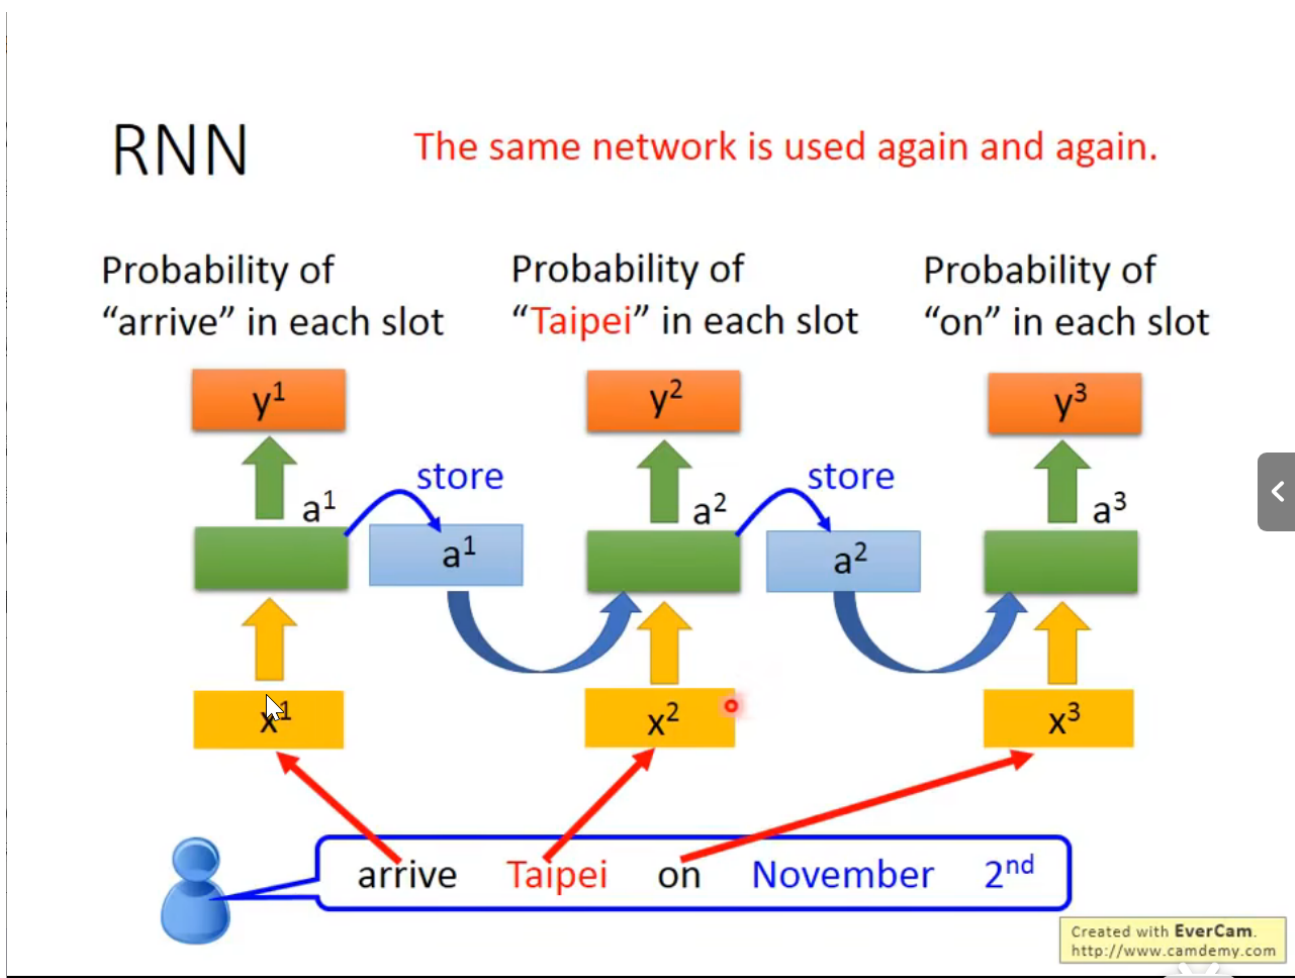 RNN
The same network is used again and again.
Probability of
“arrive” in each slot
Probability of
“Taipei” in each slot
Probability of
“on” in each slot
y¹
y²
y³
store
store
a¹
a²
a³
a¹
a²
x¹
x²
x³
arrive Taipei on November 2nd
Created with EverCam.
http://www.camdemy.com